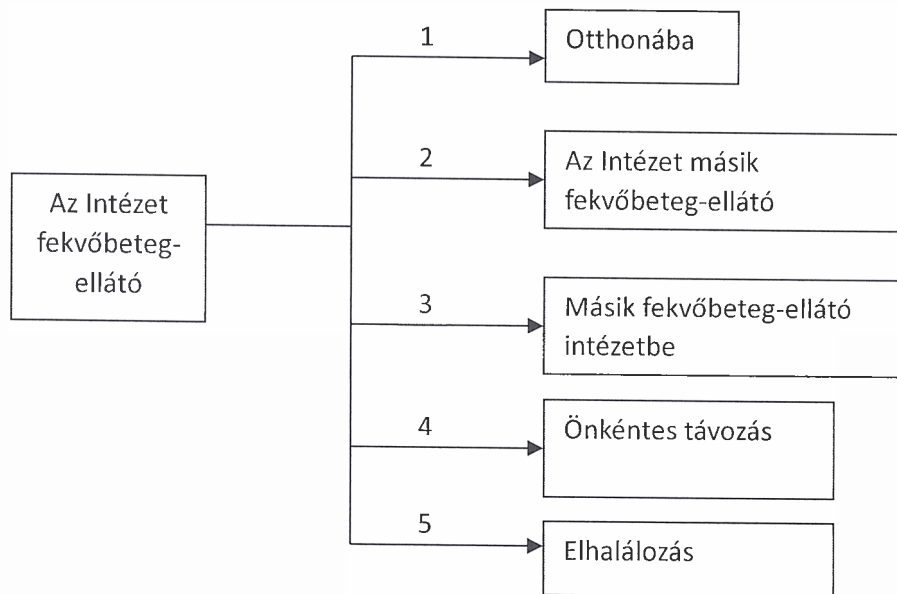 Az Intézet
fekvőbeteg-
ellátó
1
Otthonába
2
Az Intézet másik
fekvőbeteg-ellátó
3
Másik fekvőbeteg-ellátó
intézetbe
4
Önkéntes távozás
5
Elhalálozás